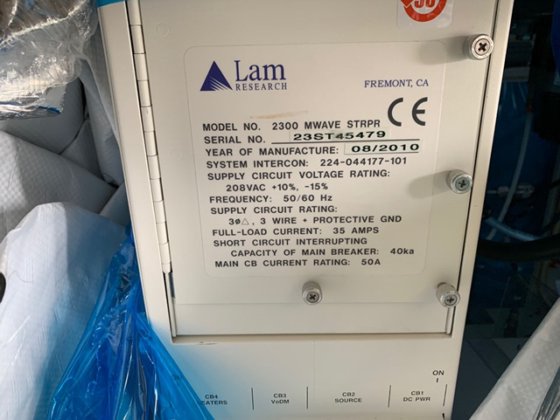 Lam
RESEARCH
FREMONT, CA
CE
MODEL NO. 2300 MWAVE STRPR
SERIAL NO. 23ST45479
YEAR OF MANUFACTURE: 08/2010
SYSTEM INTERCON: 224-044177-101
SUPPLY CIRCUIT VOLTAGE RATING:
208VAC +10%, -15%
FREQUENCY: 50/60 Hz
SUPPLY CIRCUIT RATING:
3ø△, 3 WIRE + PROTECTIVE GND
FULL-LOAD CURRENT: 35 AMPS
SHORT CIRCUIT INTERRUPTING
CAPACITY OF MAIN BREAKER: 40ka
MAIN CB CURRENT RATING: 50A
ON
CB4 CB3 CB2 CB1
EATERS VoDM SOURCE DC PWR